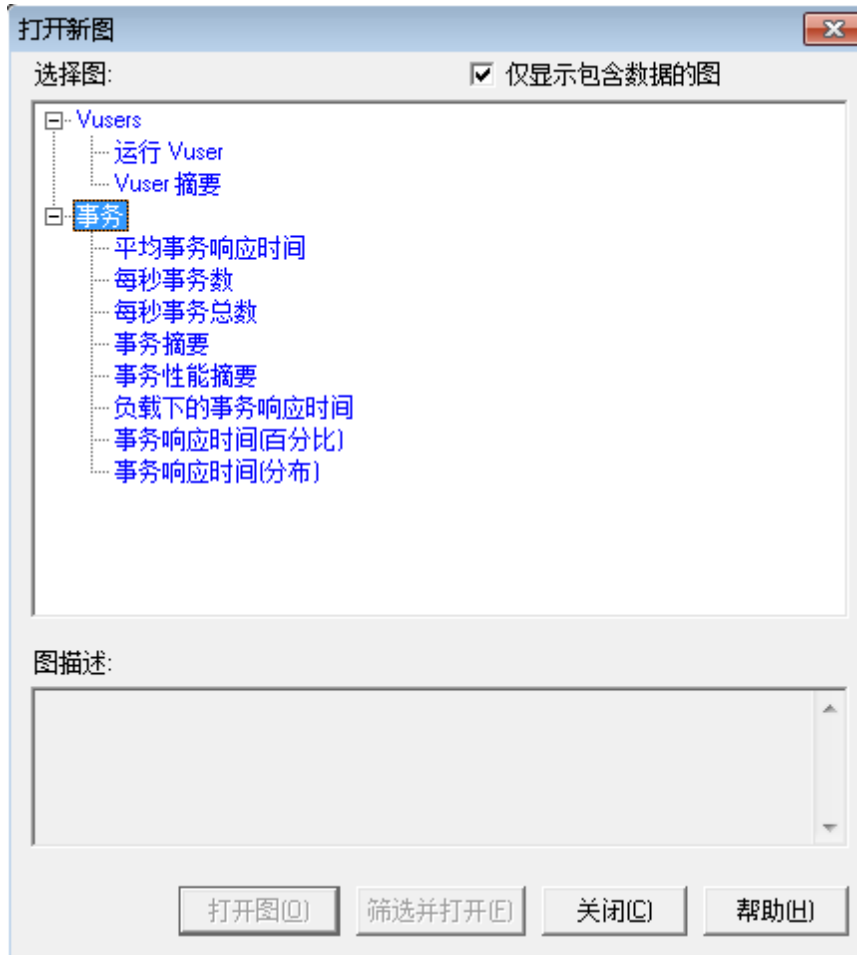 打开新图
选择图: 仅显示包含数据的图
Vusers
运行 Vuser
Vuser 摘要
事务
平均事务响应时间
每秒事务数
每秒事务总数
事务摘要
事务性能摘要
负载下的事务响应时间
事务响应时间(百分比)
事务响应时间(分布)
图描述:
打开图(O) 筛选并打开(F) 关闭(C) 帮助(H)